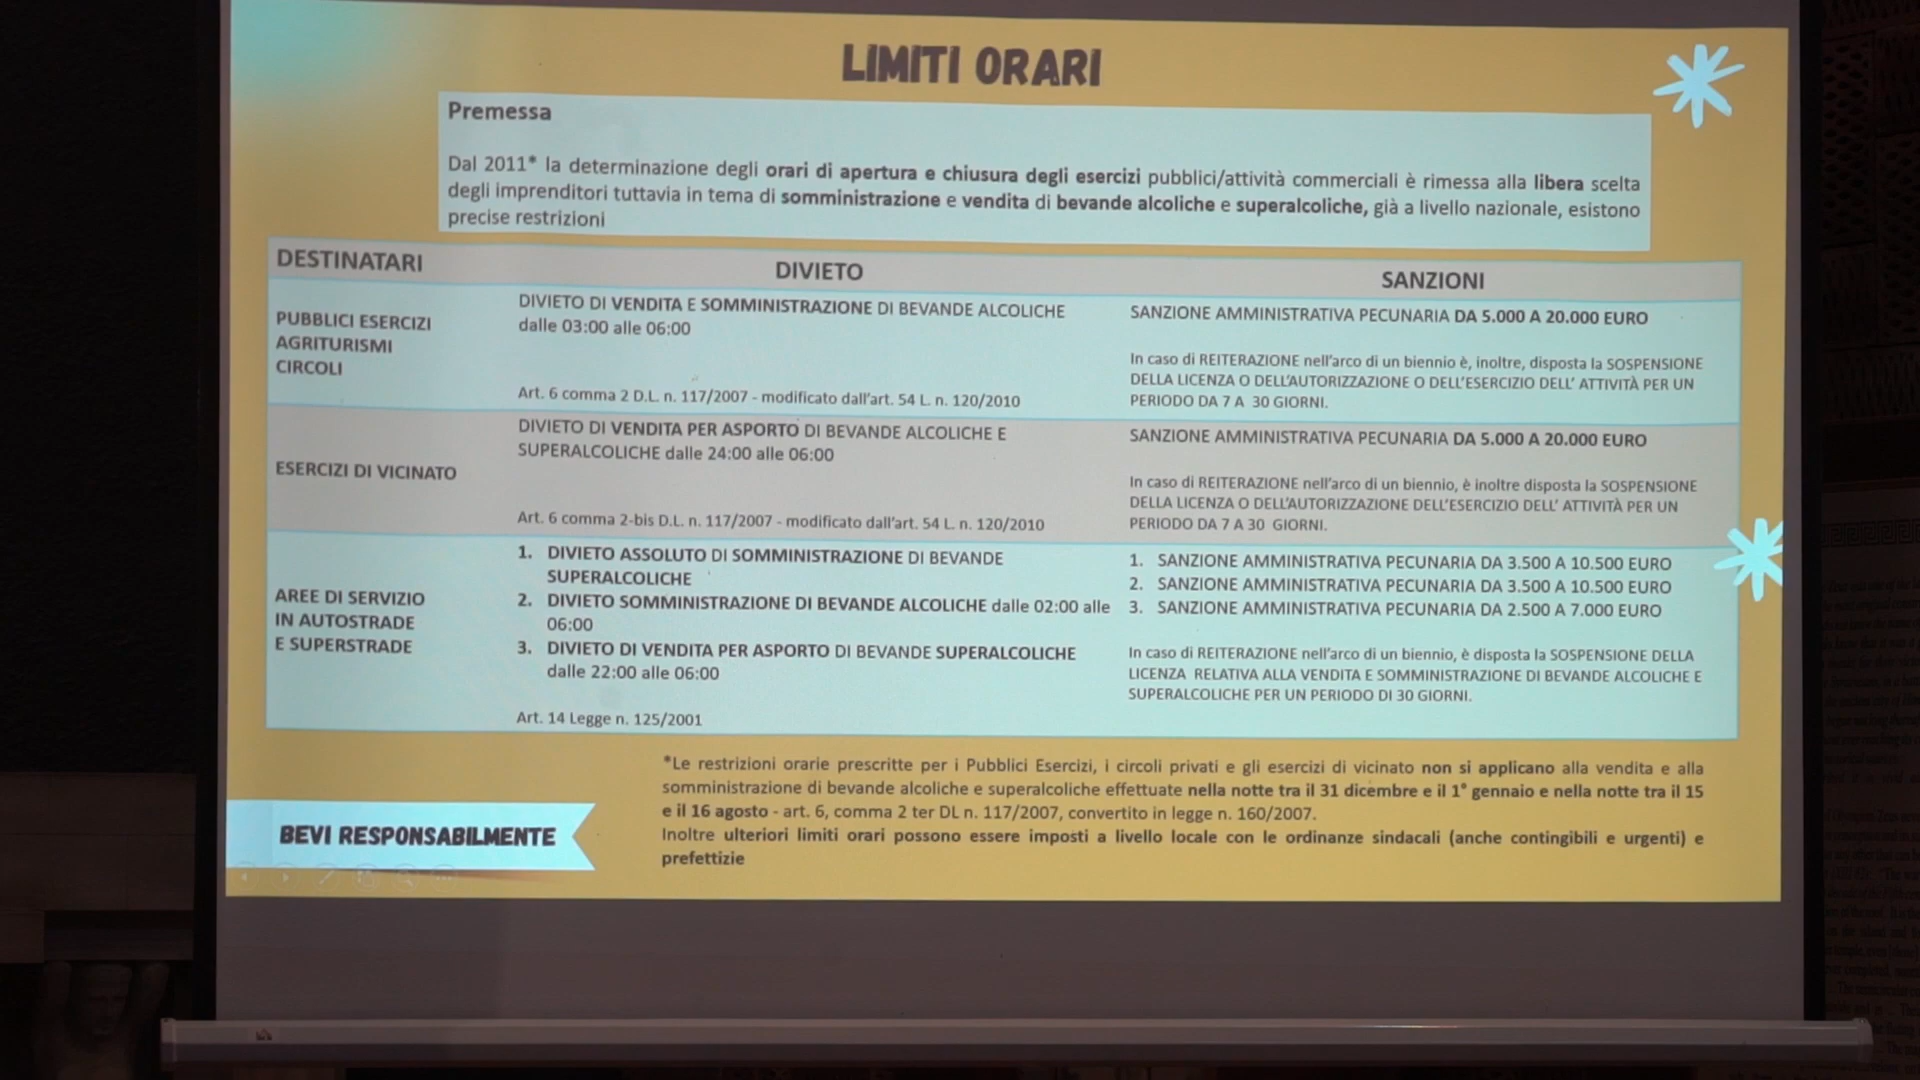 LIMITI ORARI
Premessa
Dal 2011* la determinazione degli orari di apertura e chiusura degli esercizi pubblici/attività commerciali è rimessa alla libera scelta
degli imprenditori tuttavia in tema di somministrazione e vendita di bevande alcoliche e superalcoliche, già a livello nazionale, esistono
precise restrizioni
DESTINATARI
DIVIETO
SANZIONI
PUBBLICI ESERCIZI
AGRITURISMI
CIRCOLI
DIVIETO DI VENDITA E SOMMINISTRAZIONE DI BEVANDE ALCOLICHE
dalle 03:00 alle 06:00
Art. 6 comma 2 D.L. n. 117/2007 - modificato dall'art. 54 L. n. 120/2010
SANZIONE AMMINISTRATIVA PECUNARIA DA 5.000 A 20.000 EURO
In caso di REITERAZIONE nell'arco di un biennio è, inoltre, disposta la SOSPENSIONE
DELLA LICENZA O DELL'AUTORIZZAZIONE O DELL'ESERCIZIO DELL' ATTIVITÀ PER UN
PERIODO DA 7 A 30 GIORNI.
ESERCIZI DI VICINATO
DIVIETO DI VENDITA PER ASPORTO DI BEVANDE ALCOLICHE E
SUPERALCOLICHE dalle 24:00 alle 06:00
Art. 6 comma 2-bis D.L. n. 117/2007 - modificato dall'art. 54 L. n. 120/2010
SANZIONE AMMINISTRATIVA PECUNARIA DA 5.000 A 20.000 EURO
In caso di REITERAZIONE nell'arco di un biennio, è inoltre disposta la SOSPENSIONE
DELLA LICENZA O DELL'AUTORIZZAZIONE DELL'ESERCIZIO DELL' ATTIVITÀ PER UN
PERIODO DA 7 A 30 GIORNI.
AREE DI SERVIZIO
IN AUTOSTRADE
E SUPERSTRADE
1. DIVIETO ASSOLUTO DI SOMMINISTRAZIONE DI BEVANDE
SUPERALCOLICHE
2. DIVIETO SOMMINISTRAZIONE DI BEVANDE ALCOLICHE dalle 02:00 alle
06:00
3. DIVIETO DI VENDITA PER ASPORTO DI BEVANDE SUPERALCOLICHE
dalle 22:00 alle 06:00
Art. 14 Legge n. 125/2001
1. SANZIONE AMMINISTRATIVA PECUNARIA DA 3.500 A 10.500 EURO
2. SANZIONE AMMINISTRATIVA PECUNARIA DA 3.500 A 10.500 EURO
3. SANZIONE AMMINISTRATIVA PECUNARIA DA 2.500 A 7.000 EURO
In caso di REITERAZIONE nell'arco di un biennio, è disposta la SOSPENSIONE DELLA
LICENZA RELATIVA ALLA VENDITA E SOMMINISTRAZIONE DI BEVANDE ALCOLICHE E
SUPERALCOLICHE PER UN PERIODO DI 30 GIORNI.
*Le restrizioni orarie prescritte per i Pubblici Esercizi, i circoli privati e gli esercizi di vicinato non si applicano alla vendita e alla
somministrazione di bevande alcoliche e superalcoliche effettuate nella notte tra il 31 dicembre e il 1° gennaio e nella notte tra il 15
e il 16 agosto - art. 6, comma 2 ter DL n. 117/2007, convertito in legge n. 160/2007.
Inoltre ulteriori limiti orari possono essere imposti a livello locale con le ordinanze sindacali (anche contingibili e urgenti) e
prefettizie
BEVI RESPONSABILMENTE